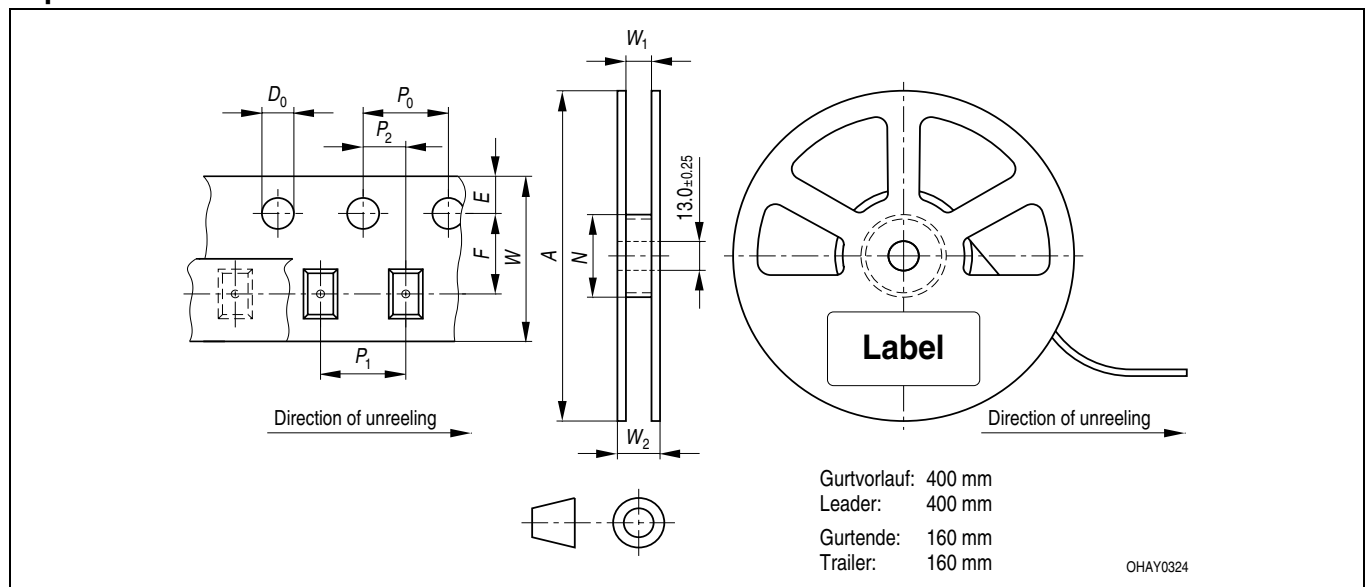 W1
D0
P0
P2
E
F
W
A
N
13.0±0.25
P1
W2
Label
Direction of unreeling
Direction of unreeling
Gurtvorlauf: 400 mm
Leader: 400 mm
Gurtende: 160 mm
Trailer: 160 mm
OHAY0324